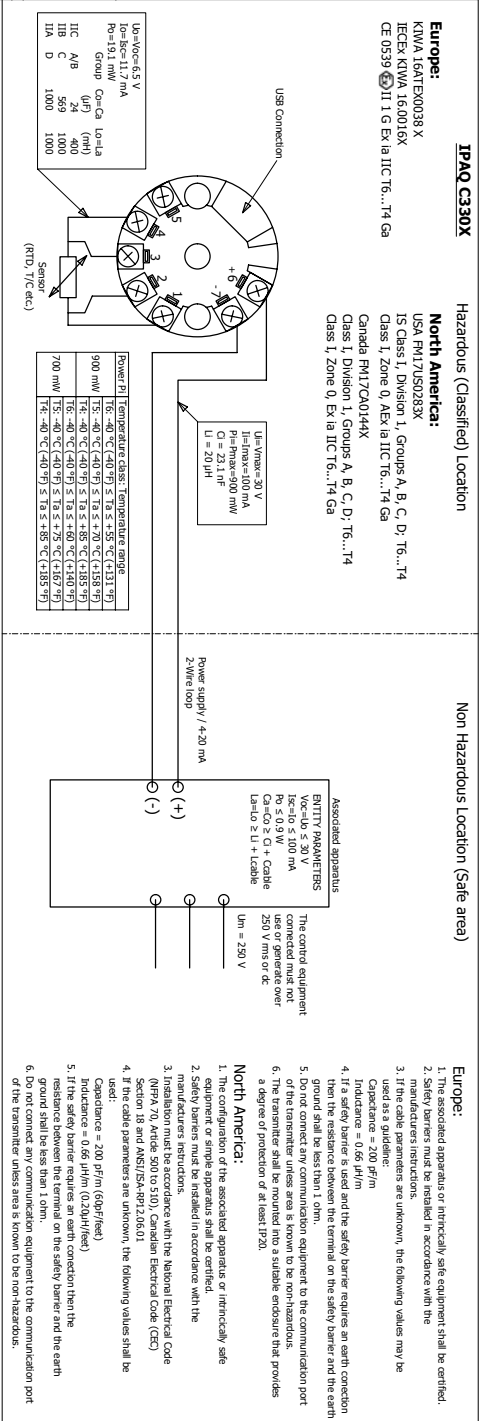 IPAQ C330X
Hazardous (Classified) Location
Non Hazardous Location (Safe area)
Europe:
KIWA 16ATEX0038 X
IECEx KIWA 16.0016X
CE 0539 Ex II 1 G Ex ia IIC T6...T4 Ga
North America:
USA FM17US0283X
IS Class I, Division 1, Groups A, B, C, D; T6...T4
Class I, Zone 0, AEx ia IIC T6...T4 Ga
Canada FM17CA0144X
Class I, Division 1, Groups A, B, C, D; T6...T4
Class I, Zone 0, Ex ia IIC T6...T4 Ga
USB Connection
+6
-7
5
4
3
2
1
Uo=Voc=6.5 V
Io=Isc=11.7 mA
Po=19.1 mW
Group Co=Ca Lo=La
(µF) (mH)
IIC A/B 24 400
IIB C 569 1000
IIA D 1000 1000
Sensor
(RTD, T/C etc.)
Ui=Vmax=30 V
Ii=Imax=100 mA
Pi=Pmax=900 mW
Ci = 23.1 nF
Li = 20 µH
Power Pi Temperature class: Temperature range
900 mW
T6: -40 °C (-40 °F) ≤ Ta ≤ +55 °C (+131 °F)
T5: -40 °C (-40 °F) ≤ Ta ≤ +70 °C (+158 °F)
T4: -40 °C (-40 °F) ≤ Ta ≤ +85 °C (+185 °F)
700 mW
T6: -40 °C (-40 °F) ≤ Ta ≤ +60 °C (+140 °F)
T5: -40 °C (-40 °F) ≤ Ta ≤ +75 °C (+167 °F)
T4: -40 °C (-40 °F) ≤ Ta ≤ +85 °C (+185 °F)
Power supply / 4-20 mA
2-Wire loop
(+)
(-)
Associated apparatus
ENTITY PARAMETERS
Voc=Uo ≤ 30 V
Isc=Io ≤ 100 mA
Po ≤ 0.9 W
Ca=Co ≥ Ci + Ccable
La=Lo ≥ Li + Lcable
The control equipment
connected must not
use or generate over
250 V rms or dc
Um = 250 V
Europe:
1. The associated apparatus or intrincically safe equipment shall be certified.
2. Safety barriers must be installed in accordance with the
manufacturers instructions.
3. If the cable parameters are unknown, the following values may be
used as a guideline:
Capacitance = 200 pF/m
Inductance = 0,66 µH/m
4. If a safety barrier is used and the safety barrier requires an earth conection
then the resistance between the terminal on the safety barrier and the earth
ground shall be less than 1 ohm.
5. Do not connect any communication equipment to the communication port
of the transmitter unless area is known to be non-hazardous.
6. The transmitter shall be mounted into a suitable enclosure that provides
a degree of protection of at least IP20.
North America:
1. The configuration of the associated apparatus or intrincically safe
equipment or simple apparatus shall be certified.
2. Safety barriers must be installed in accordance with the
manufacturers instructions.
3. Installation must be accordance with the National Electrical Code
(NFPA 70, Article 500 to 510), Canadian Electrical Code (CEC)
Section 18 and ANSI/ISA-RP12.06.01
4. If the cable parameters are unknown, the following values shall be
used:
Capacitance = 200 pF/m (60pF/feet)
Inductance = 0.66 µH/m (0.20µH/feet)
5. If the safety barrier requires an earth conection then the
resistance between the terminal on the safety barrier and the earth
ground shall be less than 1 ohm.
6. Do not connect any communication equipment to the communication port
of the transmitter unless area is known to be non-hazardous.